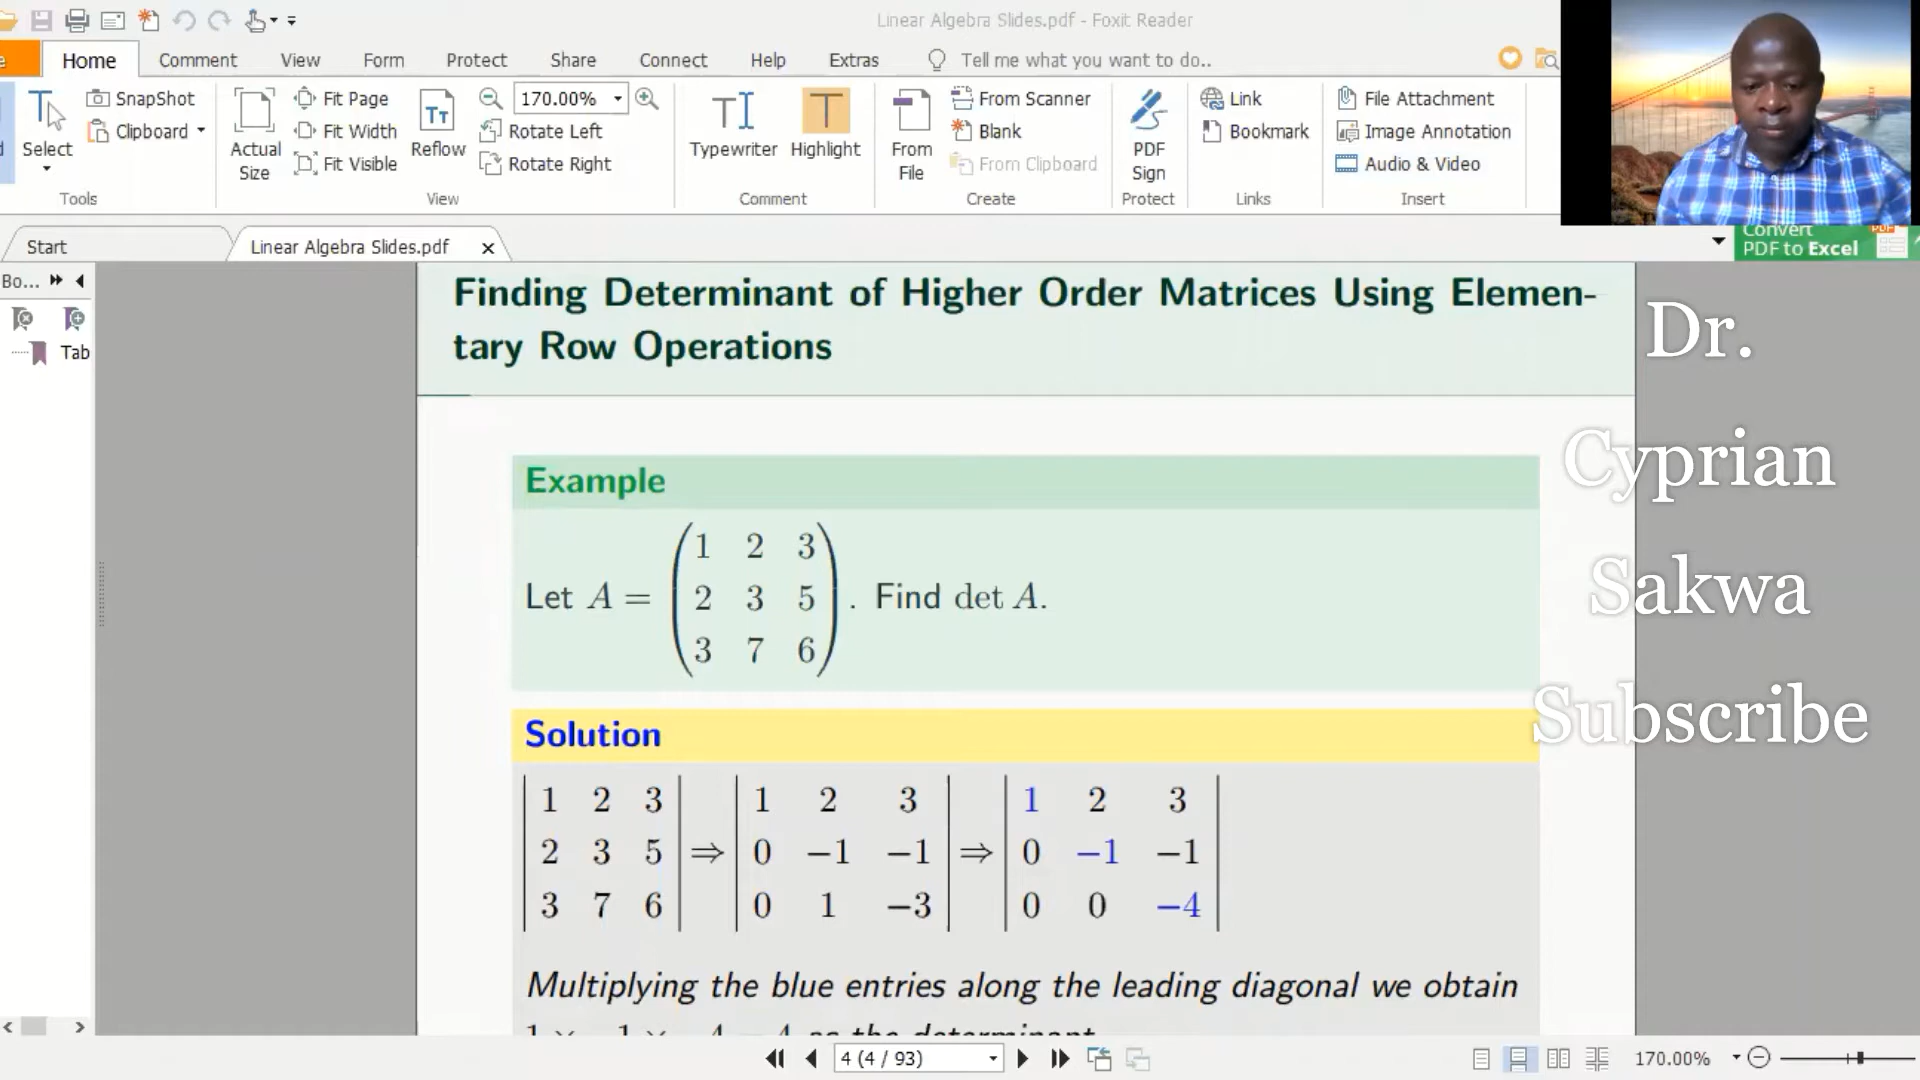 Linear Algebra Slides.pdf - Foxit Reader
Home Comment View Form Protect Share Connect Help Extras Tell me what you want to do..
Select
SnapShot
Clipboard
Tools
Actual Size
Fit Page
Fit Width
Fit Visible
Reflow
170.00%
Rotate Left
Rotate Right
View
Typewriter Highlight
Comment
From File
From Scanner
Blank
From Clipboard
Create
PDF Sign
Protect
Link
Bookmark
Links
File Attachment
Image Annotation
Audio & Video
Insert
Start Linear Algebra Slides.pdf
Convert
PDF to Excel
Bo...
Tab
Finding Determinant of Higher Order Matrices Using Elemen-
tary Row Operations
Example
1 2 3
Let A = 2 3 5 . Find det A.
3 7 6
Solution
1 2 3 1 2 3 1 2 3
2 3 5 ⇒ 0 −1 −1 ⇒ 0 −1 −1
3 7 6 0 1 −3 0 0 −4
Multiplying the blue entries along the leading diagonal we obtain
Dr.
Cyprian
Sakwa
Subscribe
4 (4 / 93)
170.00%